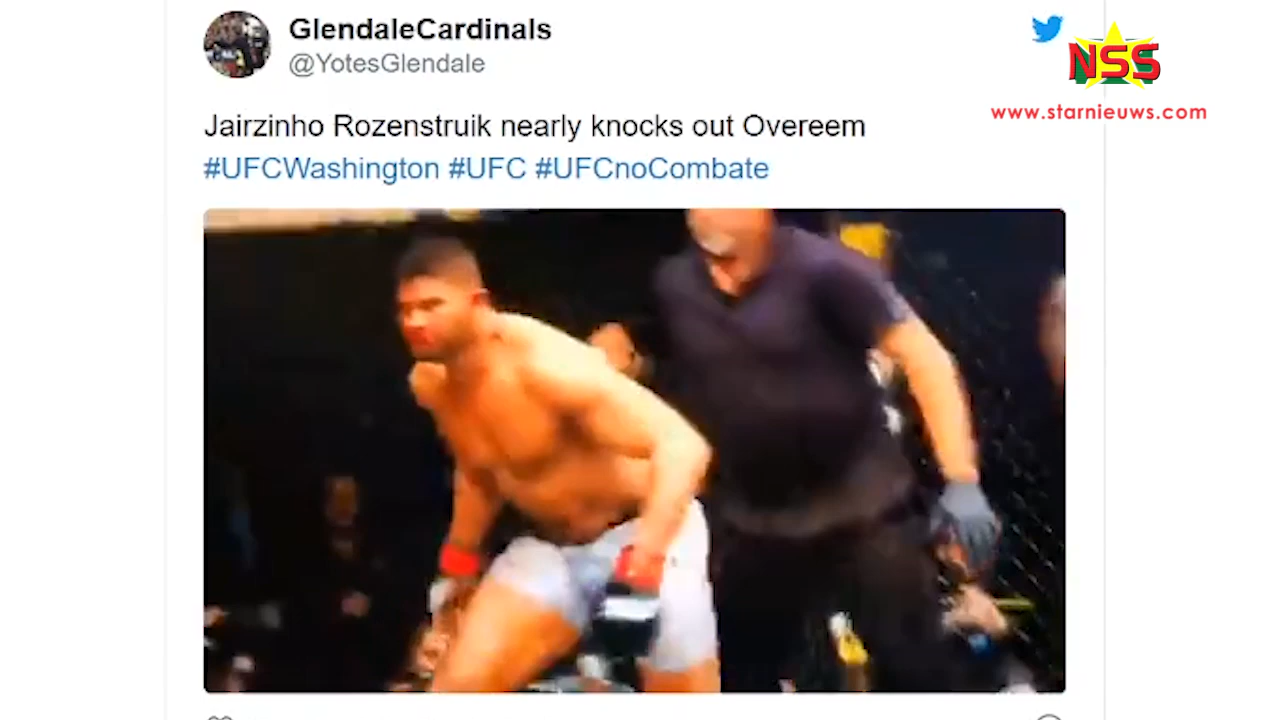 GlendaleCardinals
@YotesGlendale
NSS
www.starnieuws.com
Jairzinho Rozenstruik nearly knocks out Overeem
#UFCWashington #UFC #UFCnoCombate